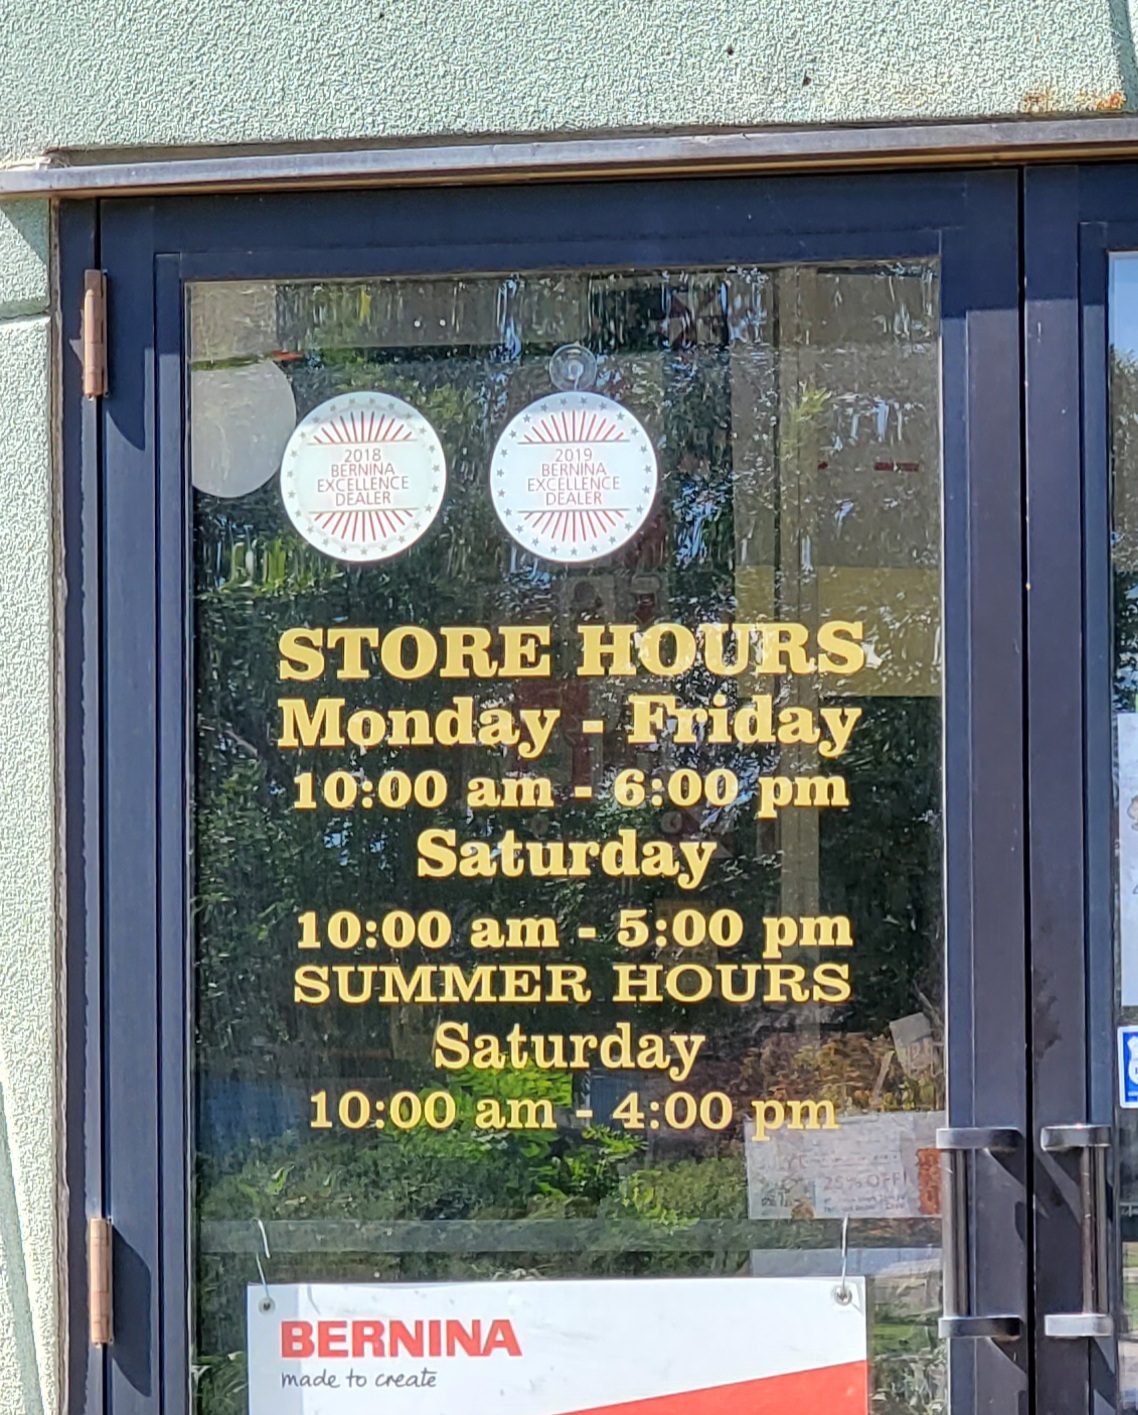 2018
BERNINA
EXCELLENCE
DEALER
2019
BERNINA
EXCELLENCE
DEALER
STORE HOURS
Monday - Friday
10:00 am - 6:00 pm
Saturday
10:00 am - 5:00 pm
SUMMER HOURS
Saturday
10:00 am - 4:00 pm
25% OFF!
BERNINA
made to create